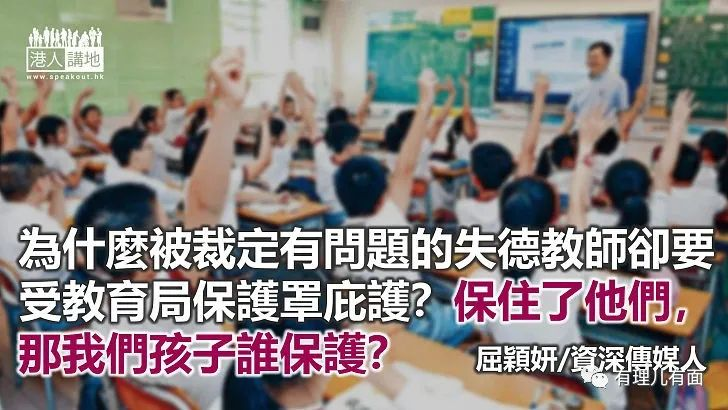 港人講地
www.speakout.hk
為什麼被裁定有問題的失德教師卻要
受教育局保護罩庇護？保住了他們，
那我們孩子誰保護？
屈穎妍/資深傳媒人
有理儿有面